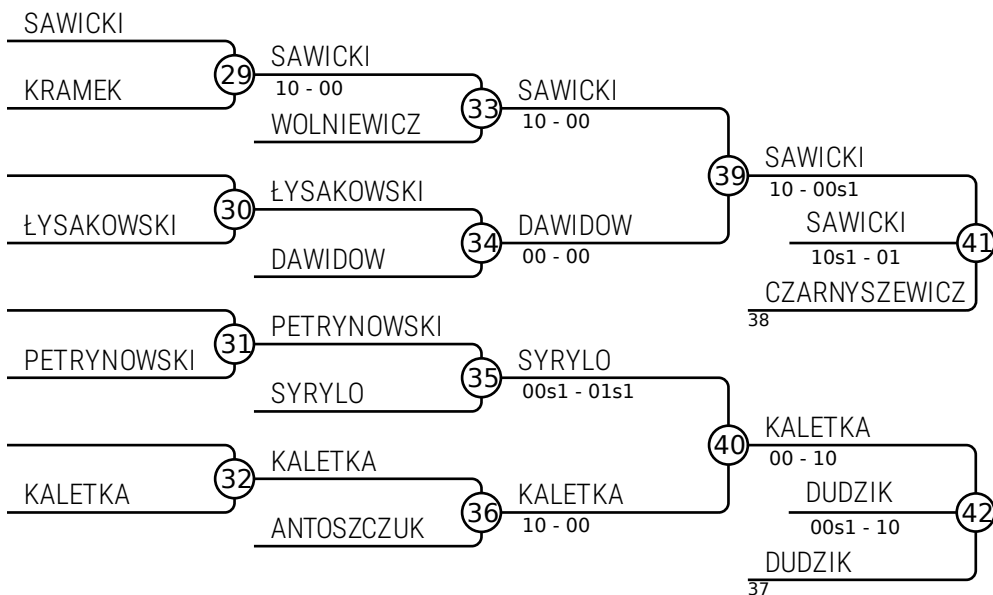 SAWICKI
KRAMEK
29
SAWICKI
10 - 00
WOLNIEWICZ
33
SAWICKI
10 - 00
ŁYSAKOWSKI
30
ŁYSAKOWSKI
DAWIDOW
34
DAWIDOW
00 - 00
39
SAWICKI
10 - 00s1
SAWICKI
10s1 - 01
41
CZARNYSZEWICZ
38
PETRYNOWSKI
31
PETRYNOWSKI
SYRYLO
35
SYRYLO
00s1 - 01s1
KALETKA
32
KALETKA
ANTOSZCZUK
36
KALETKA
10 - 00
40
KALETKA
00 - 10
DUDZIK
00s1 - 10
42
DUDZIK
37